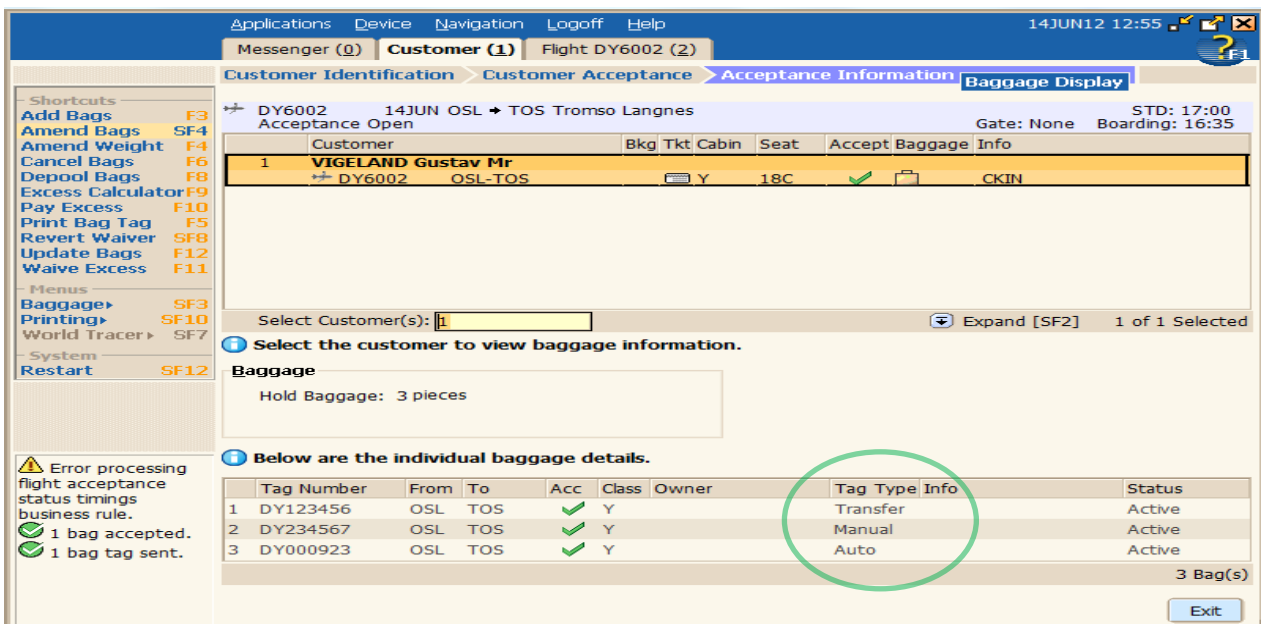 Applications Device Navigation Logoff Help 14JUN12 12:55
Messenger (0) Customer (1) Flight DY6002 (2)
?F1
Customer Identification Customer Acceptance Acceptance Information Baggage Display
Shortcuts
Add Bags F3
Amend Bags SF4
Amend Weight F4
Cancel Bags F6
Depool Bags F8
Excess Calculator F9
Pay Excess F10
Print Bag Tag F5
Revert Waiver SF8
Update Bags F12
Waive Excess F11
Menus
Baggage SF3
Printing SF10
World Tracer SF7
System
Restart SF12
Error processing
flight acceptance
status timings
business rule.
1 bag accepted.
1 bag tag sent.
DY6002 14JUN OSL → TOS Tromso Langnes STD: 17:00
Acceptance Open Gate: None Boarding: 16:35
Customer Bkg Tkt Cabin Seat Accept Baggage Info
1 VIGELAND Gustav Mr
DY6002 OSL-TOS Y 18C CKIN
Select Customer(s): 1 Expand [SF2] 1 of 1 Selected
Select the customer to view baggage information.
Baggage
Hold Baggage: 3 pieces
Below are the individual baggage details.
Tag Number From To Acc Class Owner Tag Type Info Status
1 DY123456 OSL TOS Y Transfer Active
2 DY234567 OSL TOS Y Manual Active
3 DY000923 OSL TOS Y Auto Active
3 Bag(s)
Exit